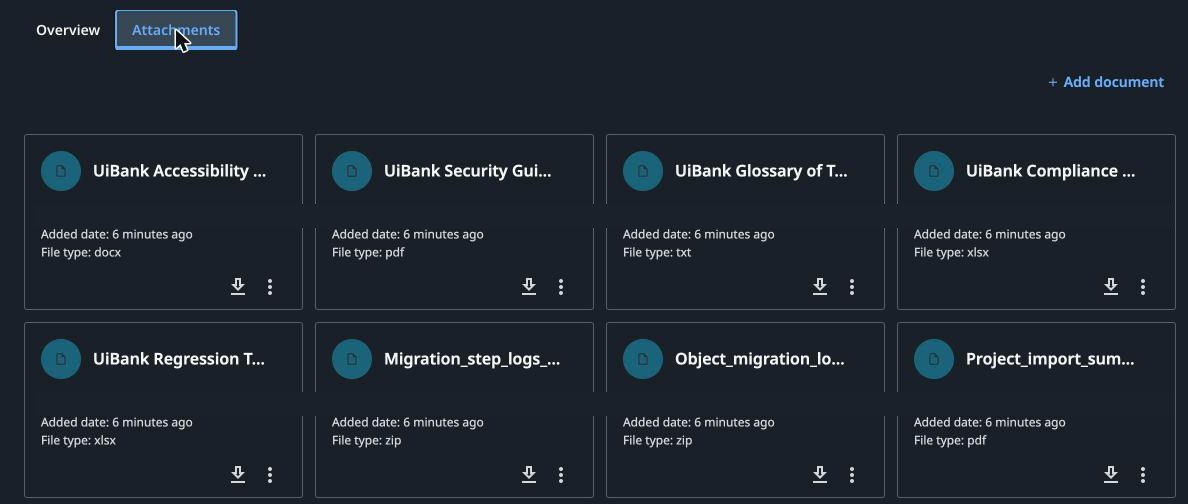 Overview Attachments
+ Add document
UiBank Accessibility ... UiBank Security Gui... UiBank Glossary of T... UiBank Compliance ...
Added date: 6 minutes ago Added date: 6 minutes ago Added date: 6 minutes ago Added date: 6 minutes ago
File type: docx File type: pdf File type: txt File type: xlsx
UiBank Regression T... Migration_step_logs_... Object_migration_lo... Project_import_sum...
Added date: 6 minutes ago Added date: 6 minutes ago Added date: 6 minutes ago Added date: 6 minutes ago
File type: xlsx File type: zip File type: zip File type: pdf